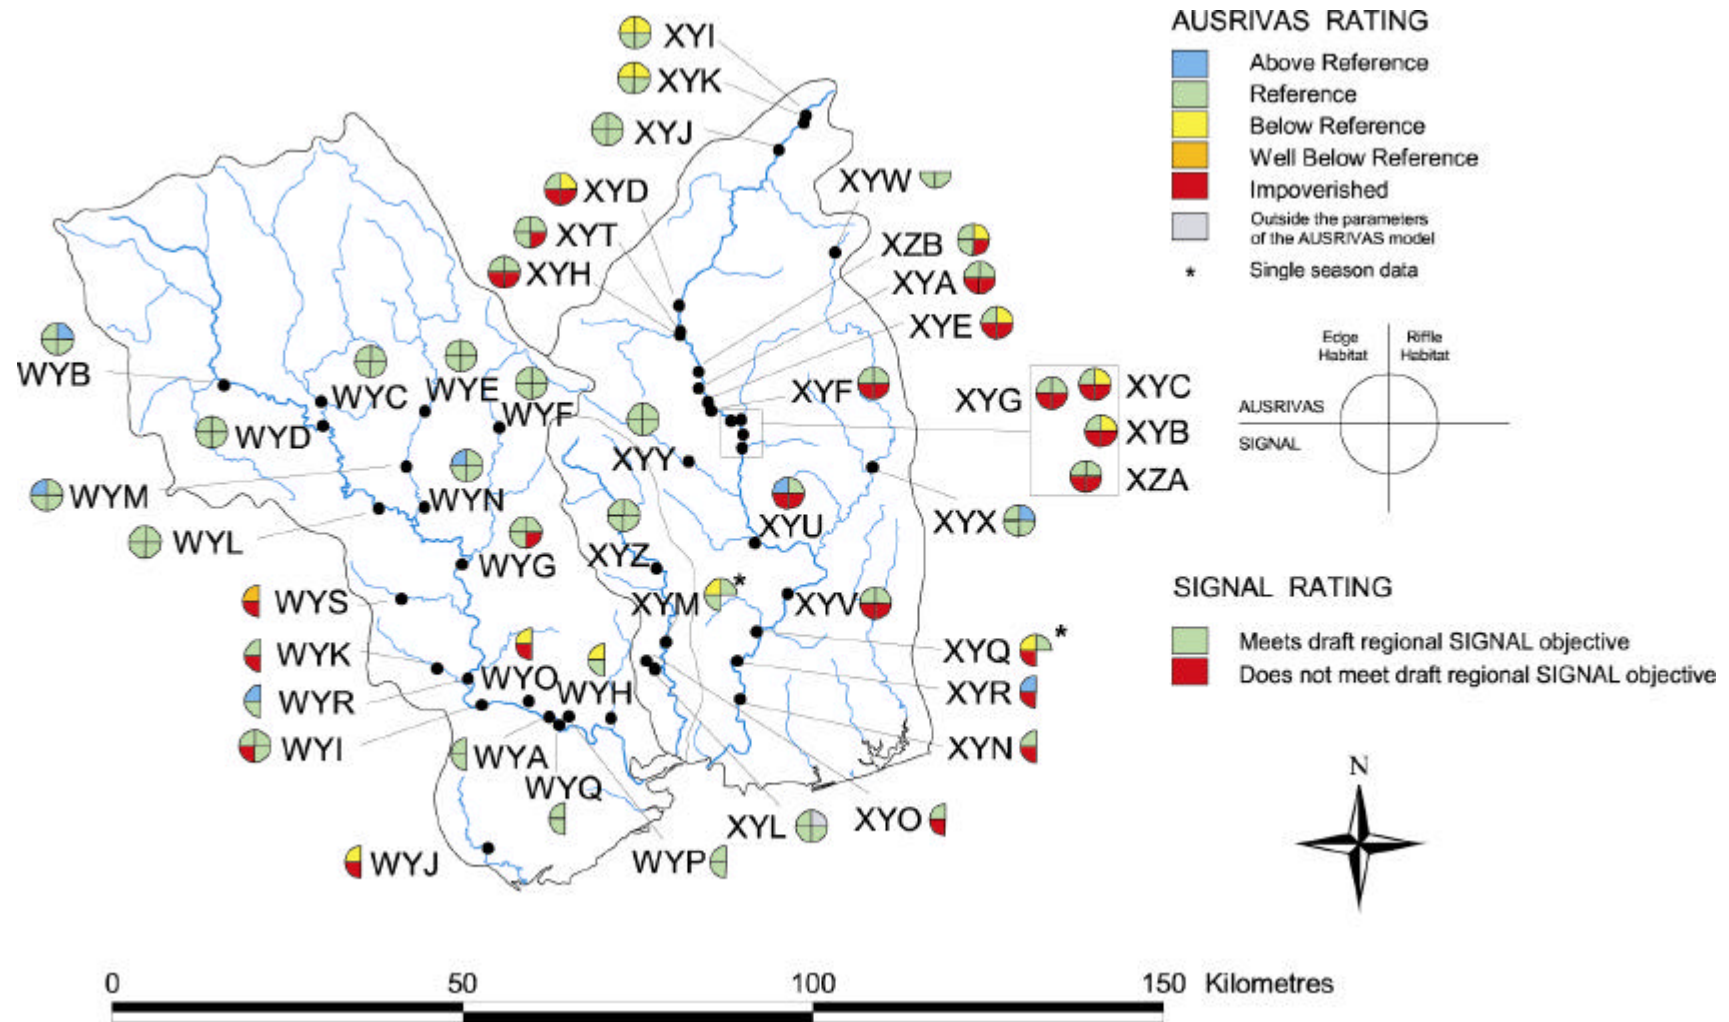 XYI
XYK
XYJ
XYD
XYT
XYH
XYW
XZB
XYA
XYE
XYF
XYG
XYC
XYB
XZA
WYB
WYC
WYE
WYF
WYD
XYY
WYM
WYN
XYU
XYX
WYL
WYG
XYZ
XYM
*
XYV
WYS
WYK
WYO
WYH
XYQ
*
WYR
XYR
WYI
WYA
XYN
WYQ
XYL
XYO
WYJ
WYP
AUSRIVAS RATING
Above Reference
Reference
Below Reference
Well Below Reference
Impoverished
Outside the parameters
of the AUSRIVAS model
* Single season data
Edge
Habitat
Riffle
Habitat
AUSRIVAS
SIGNAL
SIGNAL RATING
Meets draft regional SIGNAL objective
Does not meet draft regional SIGNAL objective
N
0 50 100 150 Kilometres